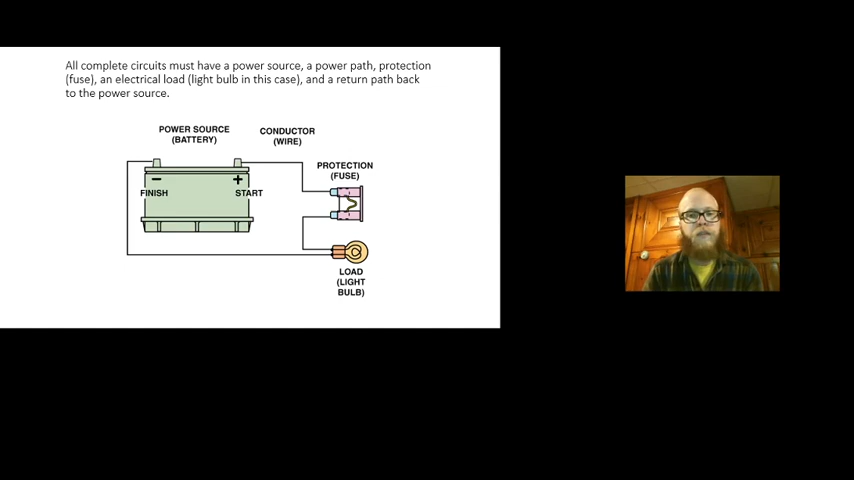 All complete circuits must have a power source, a power path, protection
(fuse), an electrical load (light bulb in this case), and a return path back
to the power source.
POWER SOURCE
(BATTERY)
CONDUCTOR
(WIRE)
PROTECTION
(FUSE)
− +
FINISH START
LOAD
(LIGHT
BULB)